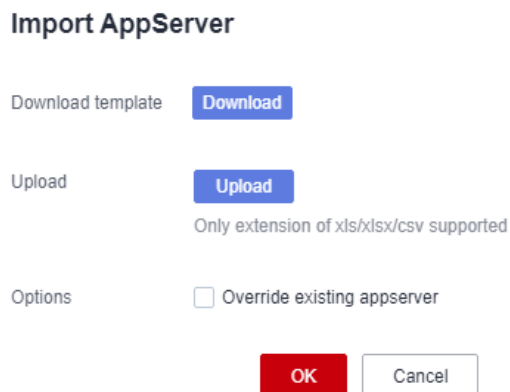 Import AppServer
Download template Download
Upload Upload
Only extension of xls/xlsx/csv supported
Options Override existing appserver
OK Cancel